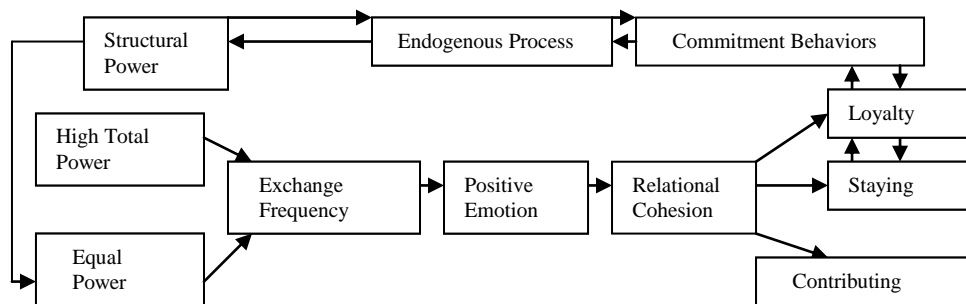 Structural
Power
Endogenous Process
Commitment Behaviors
Loyalty
High Total
Power
Exchange
Frequency
Positive
Emotion
Relational
Cohesion
Staying
Equal
Power
Contributing